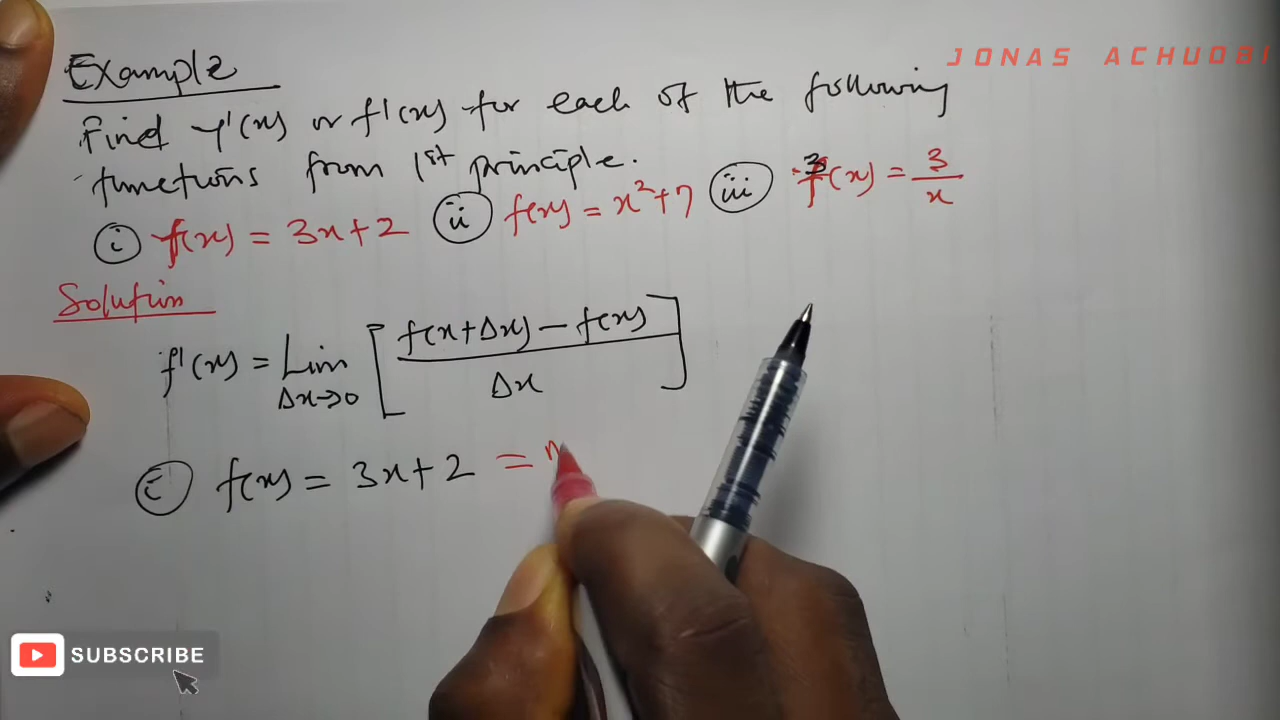 JONAS ACHUOBI
Example
Find y'(x) or f'(x) for each of the following
functions from 1st principle.
(i) f(x) = 3x+2 (ii) f(x) = x²+7 (iii) f(x) = 3/x
Solution
f'(x) = Lim Δx→0 [ f(x+Δx) − f(x) / Δx ]
(i) f(x) = 3x+2 =
SUBSCRIBE